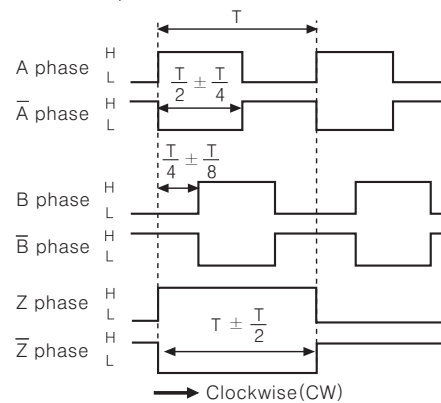 T
A phase H
L
T/2 ± T/4
A̅ phase H
L
T/4 ± T/8
B phase H
L
B̅ phase H
L
Z phase H
L
T ± T/2
Z̅ phase H
L
Clockwise(CW)